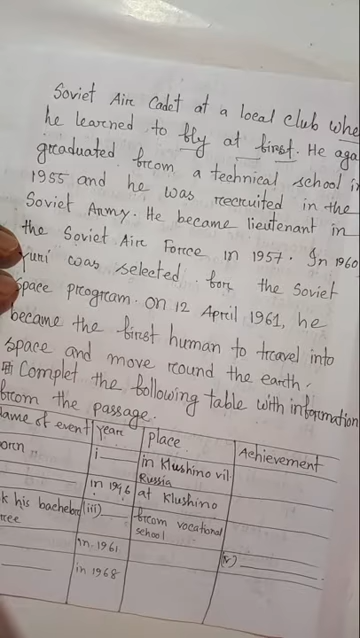 Soviet Air Cadet at a local club whe
he learned to fly at first. He aga
graduated from a technical school i
1955 and he was recruited in the
Soviet Army. He became lieutenant in
the Soviet Air Force in 1957. In 1960
Yuri was selected for the Soviet
Space program. On 12 April 1961, he
became the first human to travel into
space and move round the earth.
Complet the following table with information
from the passage.
Name of event year place Achievement
born i in Klushino vil.
Russia
in 1946 at Klushino
k his bachebor iii) from vocational
ree school
in 1961 iv)
in 1968